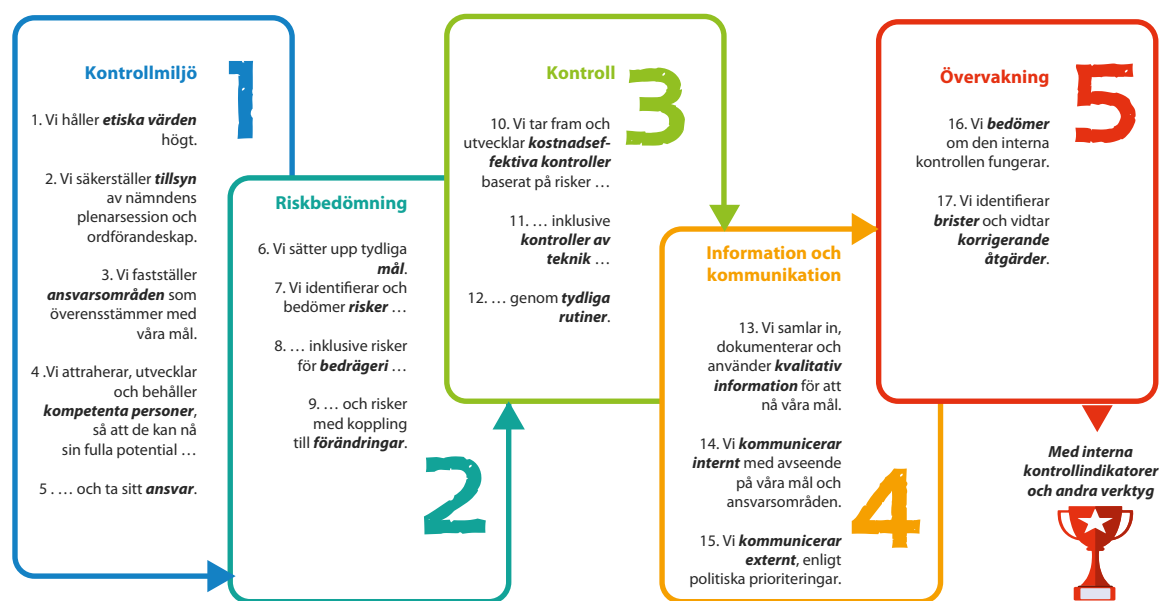 Kontrollmiljö
1
1. Vi håller etiska värden
högt.
2. Vi säkerställer tillsyn
av nämndens
plenarsession och
ordförandeskap.
3. Vi fastställer
ansvarsområden som
överensstämmer med
våra mål.
4 .Vi attraherar, utvecklar
och behåller
kompetenta personer,
så att de kan nå
sin fulla potential …
5 . … och ta sitt ansvar.
Riskbedömning
6. Vi sätter upp tydliga
mål.
7. Vi identifierar och
bedömer risker …
8. … inklusive risker
för bedrägeri …
9. … och risker
med koppling
till förändringar.
2
Kontroll
3
10. Vi tar fram och
utvecklar kostnadsef-
fektiva kontroller
baserat på risker …
11. … inklusive
kontroller av
teknik …
12. … genom tydliga
rutiner.
Information och
kommunikation
13. Vi samlar in,
dokumenterar och
använder kvalitativ
information för att
nå våra mål.
14. Vi kommunicerar
internt med avseende
på våra mål och
ansvarsområden.
15. Vi kommunicerar
externt, enligt
politiska prioriteringar.
4
Övervakning
5
16. Vi bedömer
om den interna
kontrollen fungerar.
17. Vi identifierar
brister och vidtar
korrigerande
åtgärder.
Med interna
kontrollindikatorer
och andra verktyg